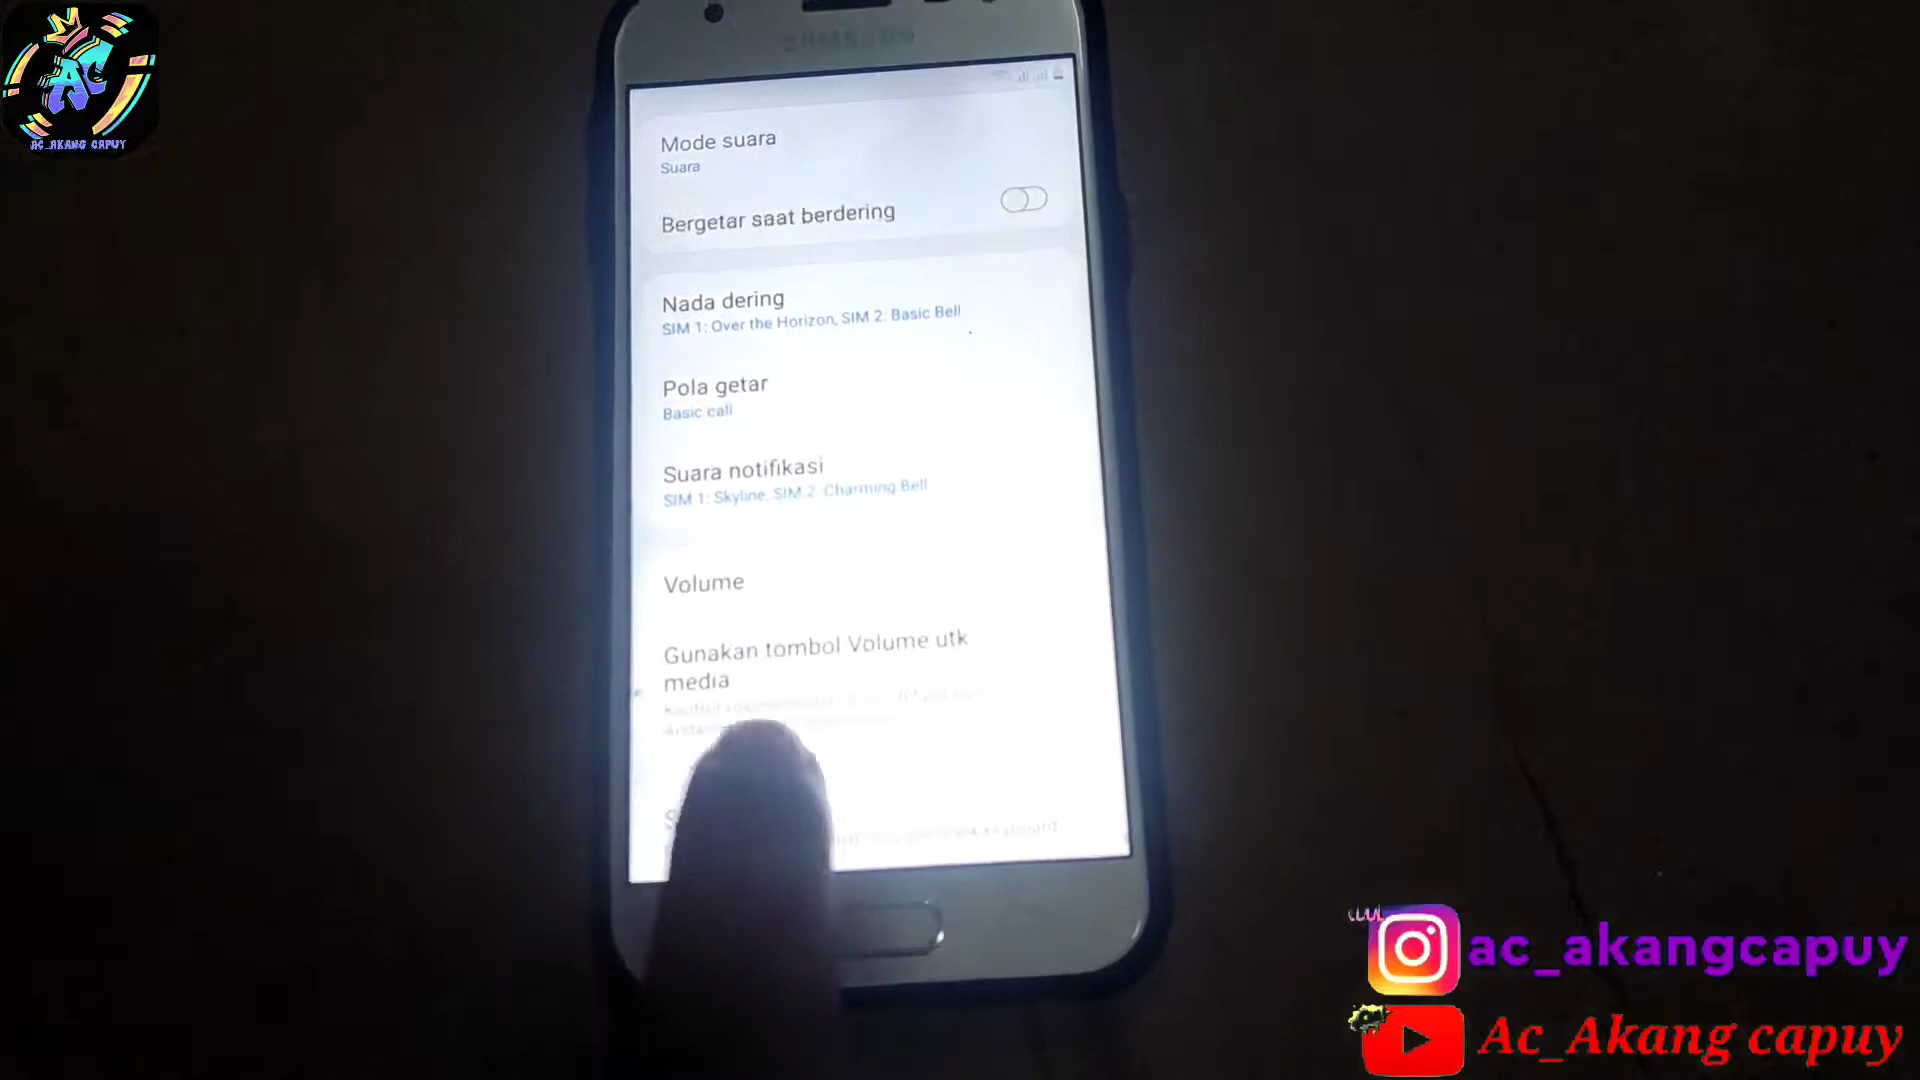 AC
AC_AKANG CAPUY
SAMSUNG
Mode suara
Suara
Bergetar saat berdering
Nada dering
SIM 1: Over the Horizon, SIM 2: Basic Bell
Pola getar
Basic call
Suara notifikasi
SIM 1: Skyline, SIM 2: Charming Bell
Volume
Gunakan tombol Volume utk
media
ac_akangcapuy
Ac_Akang capuy